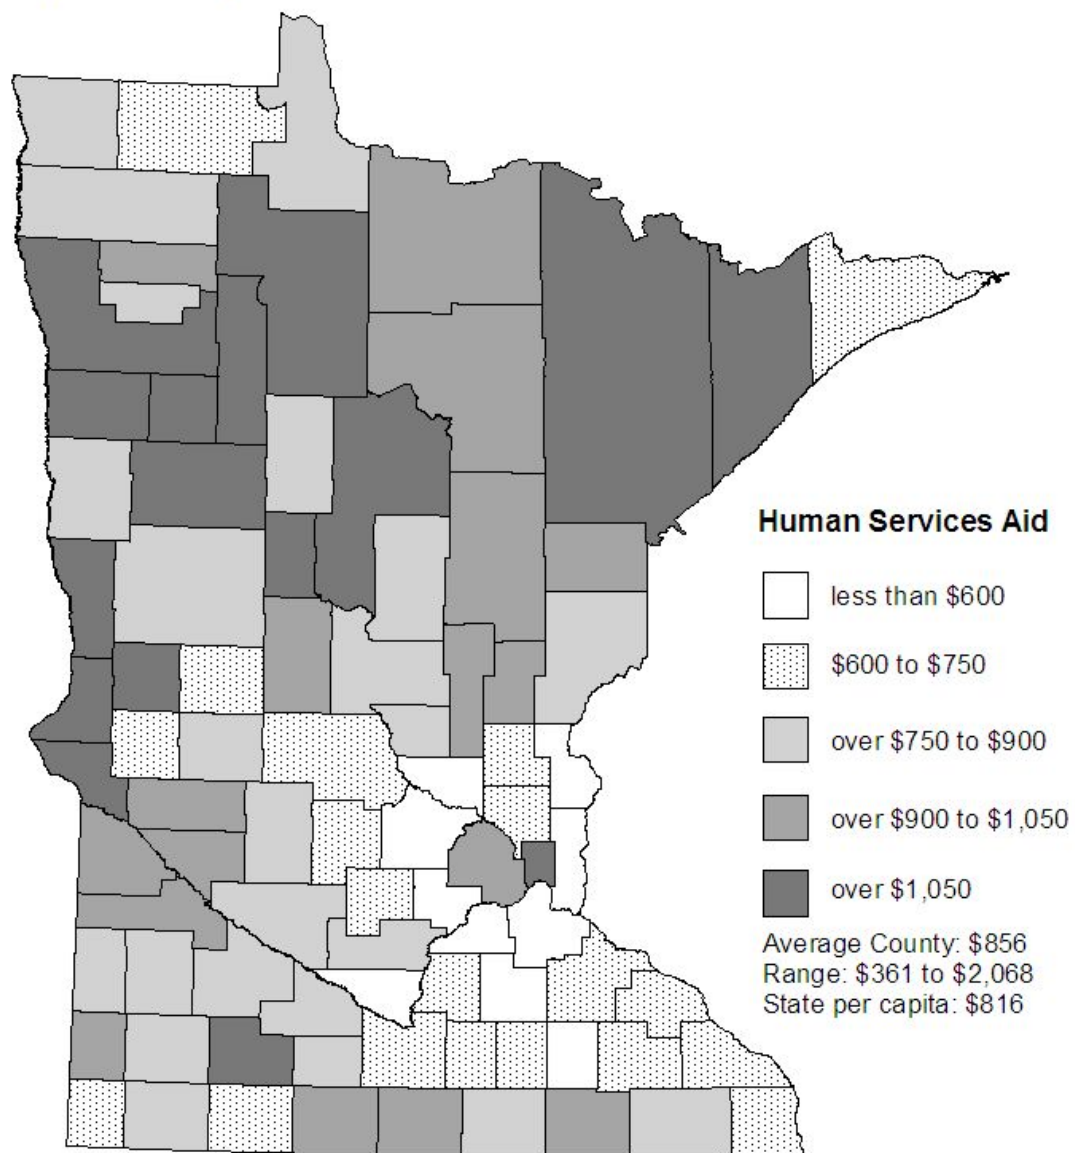 Human Services Aid
less than $600
$600 to $750
over $750 to $900
over $900 to $1,050
over $1,050
Average County: $856
Range: $361 to $2,068
State per capita: $816